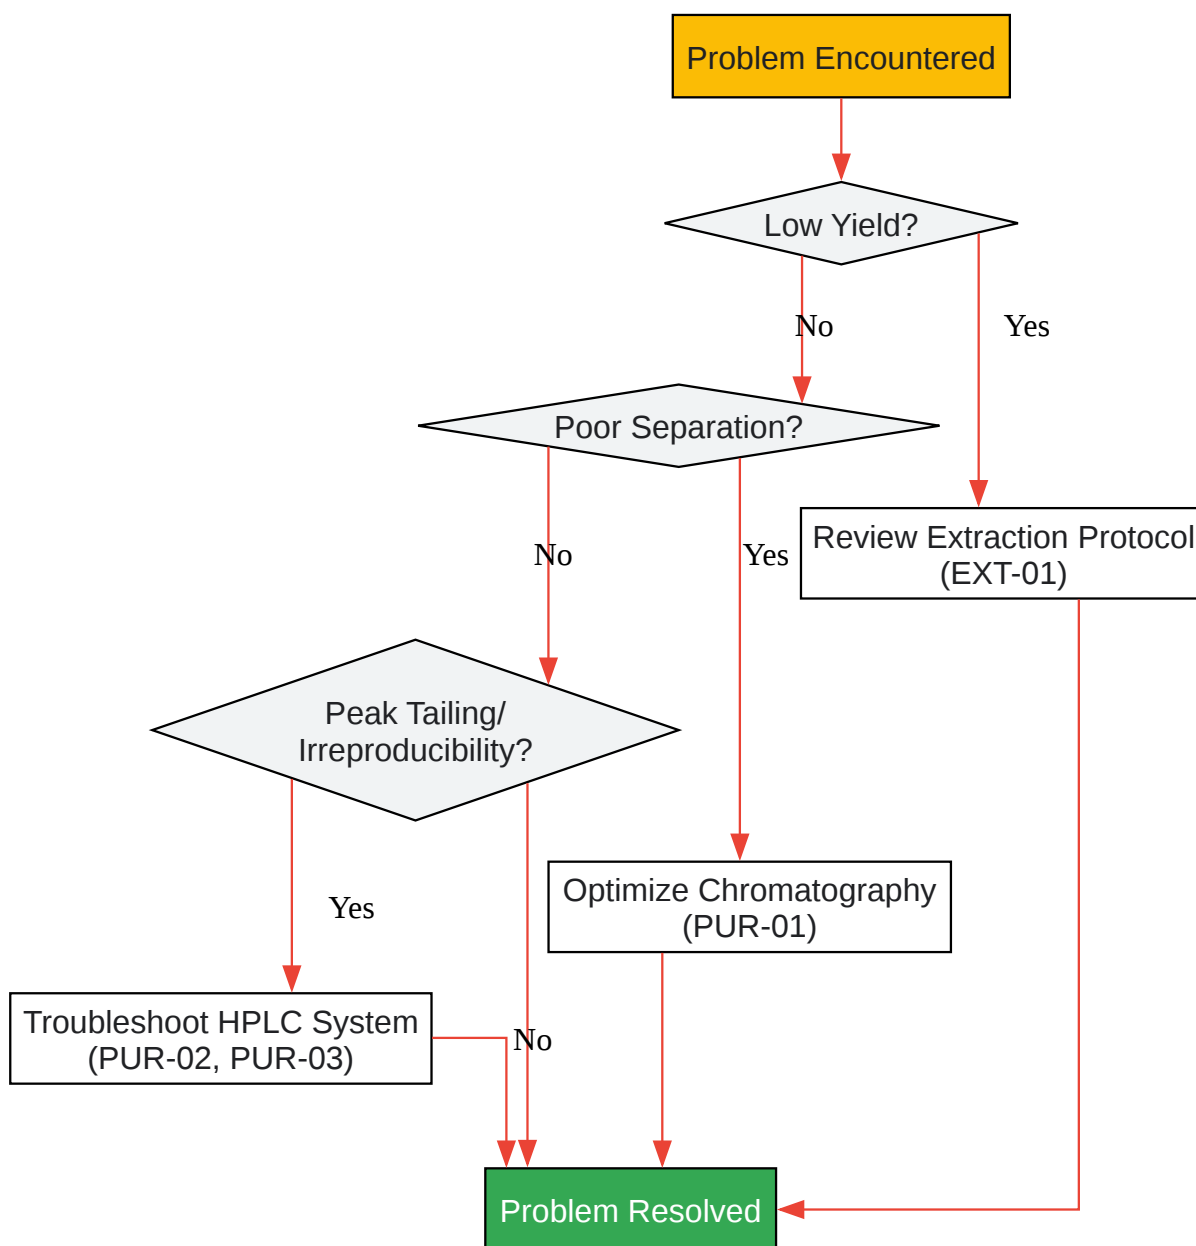 Problem Encountered
Low Yield?
No
Yes
Poor Separation?
No
Yes
Review Extraction Protocol
(EXT-01)
Peak Tailing/
Irreproducibility?
Yes
Optimize Chromatography
(PUR-01)
Troubleshoot HPLC System
(PUR-02, PUR-03)
No
Problem Resolved